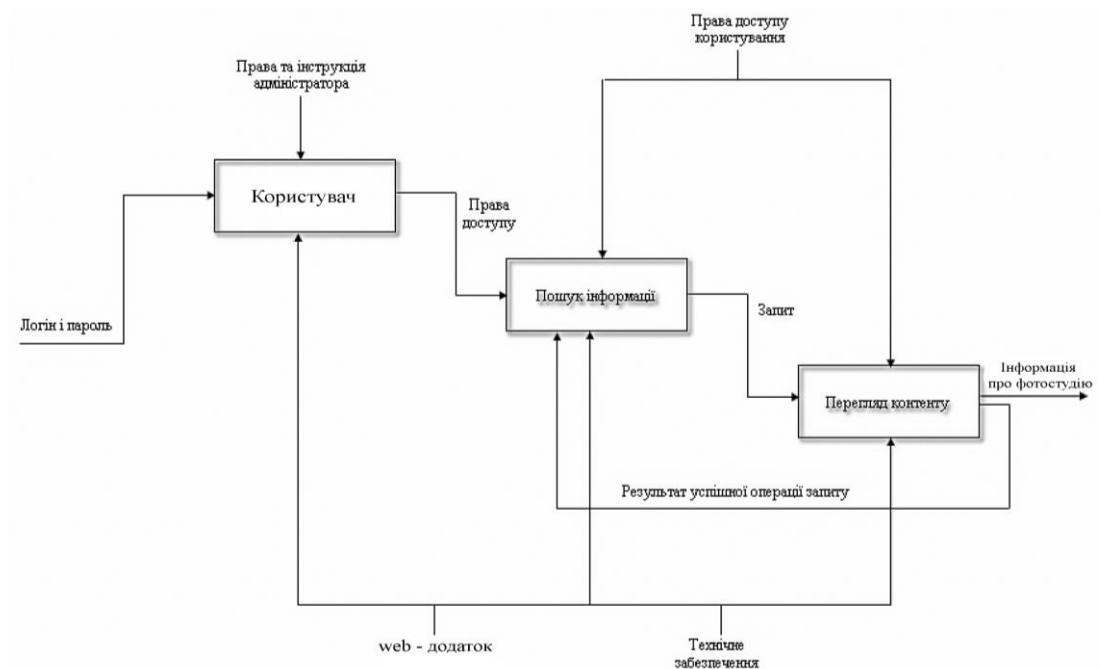 Права доступу
користування
Права та інструкція
адміністратора
Користувач
Права
доступу
Пошук інформації
Запит
Логін і пароль
Інформація
про фотостудію
Перегляд контенту
Результат успішної операції запиту
web - додаток
Технічне
забезпечення